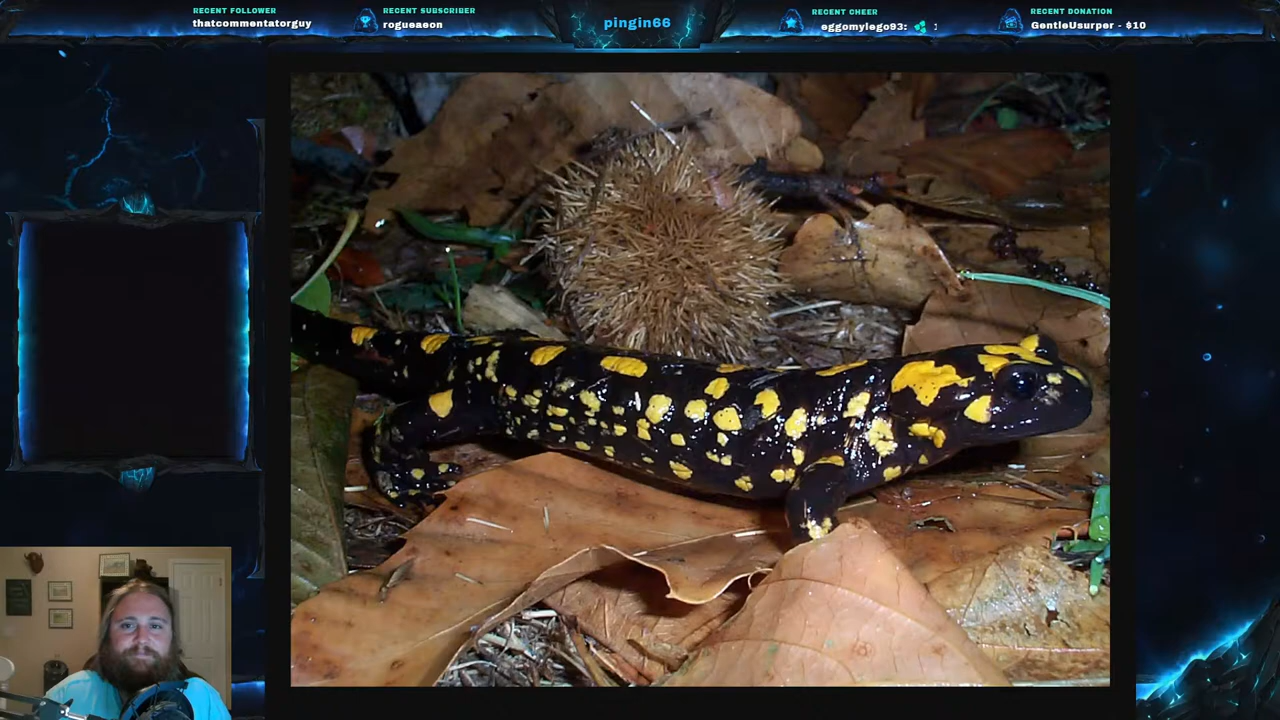 RECENT FOLLOWER
thatcommentatorguy
RECENT SUBSCRIBER
rogueaeon
pingin66
RECENT CHEER
eggomylego93:
RECENT DONATION
GentleUsurper - $10